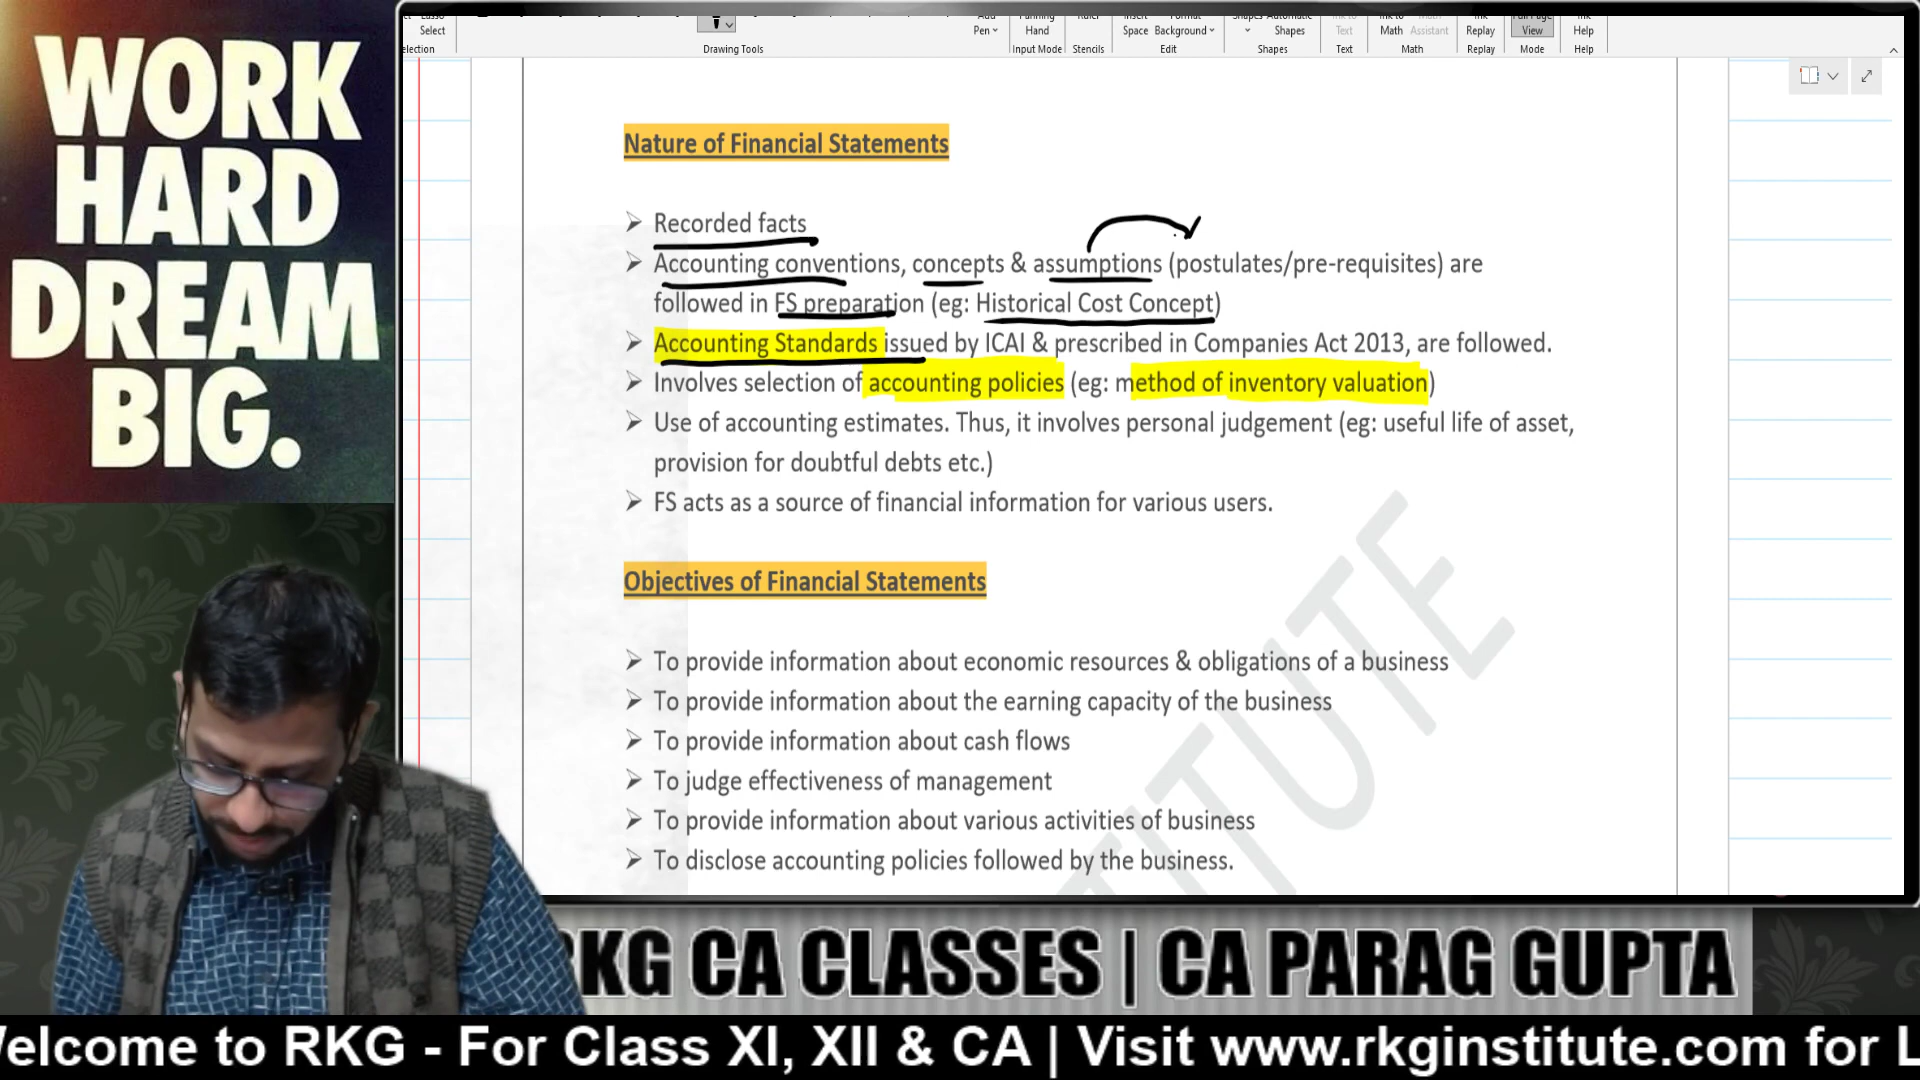 WORK
HARD
DREAM
BIG.
Select
Drawing Tools
Pen
Hand
Input Mode
Stencils
Space
Background
Edit
Shapes
Shapes
Text
Text
Math
Assistant
Math
Replay
Replay
View
Mode
Help
Help
Nature of Financial Statements
➢ Recorded facts
➢ Accounting conventions, concepts & assumptions (postulates/pre-requisites) are
followed in FS preparation (eg: Historical Cost Concept)
➢ Accounting Standards issued by ICAI & prescribed in Companies Act 2013, are followed.
➢ Involves selection of accounting policies (eg: method of inventory valuation)
➢ Use of accounting estimates. Thus, it involves personal judgement (eg: useful life of asset,
provision for doubtful debts etc.)
➢ FS acts as a source of financial information for various users.
Objectives of Financial Statements
➢ To provide information about economic resources & obligations of a business
➢ To provide information about the earning capacity of the business
➢ To provide information about cash flows
➢ To judge effectiveness of management
➢ To provide information about various activities of business
➢ To disclose accounting policies followed by the business.
TITUTE
RKG CA CLASSES | CA PARAG GUPTA
Welcome to RKG - For Class XI, XII & CA | Visit www.rkginstitute.com for L